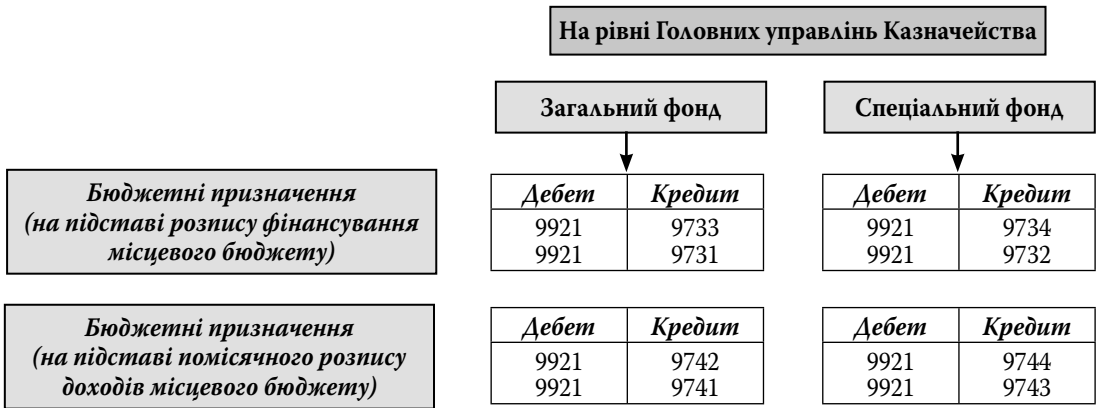 На рівні Головних управлінь Казначейства
Загальний фонд Спеціальний фонд
Бюджетні призначення
(на підставі розпису фінансування
місцевого бюджету)
Дебет Кредит Дебет Кредит
9921 9733 9921 9734
9921 9731 9921 9732
Бюджетні призначення
(на підставі помісячного розпису
доходів місцевого бюджету)
Дебет Кредит Дебет Кредит
9921 9742 9921 9744
9921 9741 9921 9743